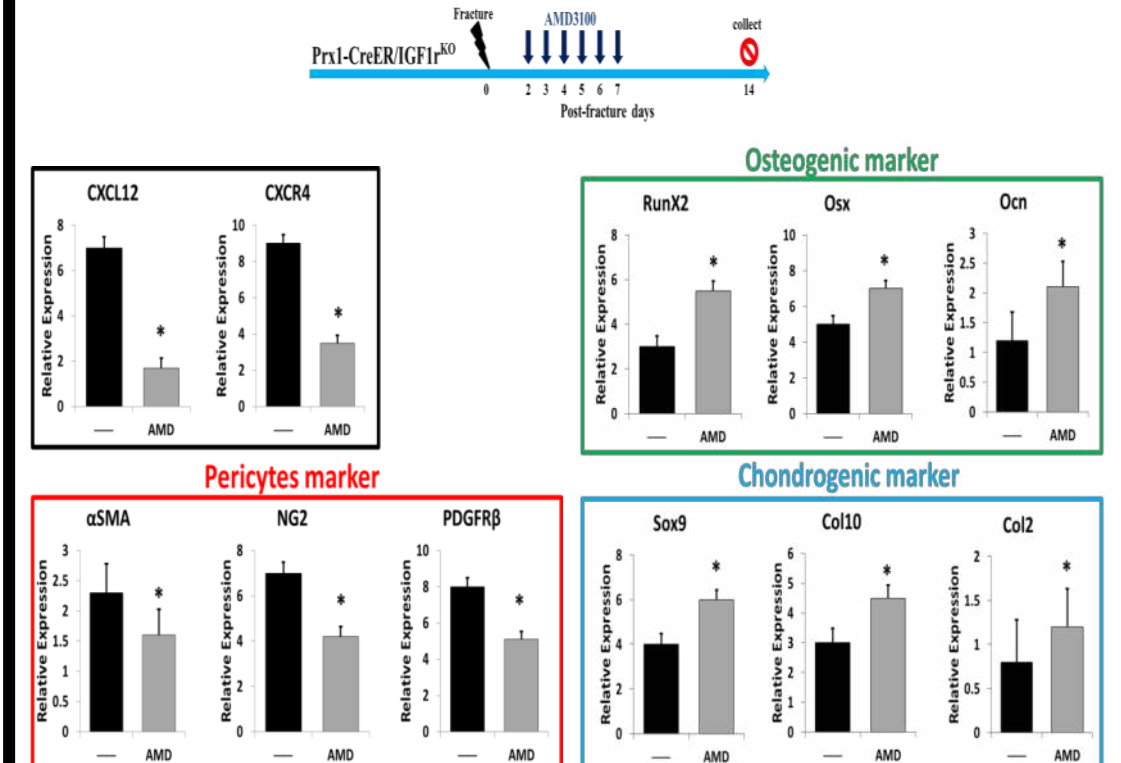 Fracture
AMD3100
collect
Prx1-CreER/IGF1rKO
0 2 3 4 5 6 7 14
Post-fracture days
CXCL12
Relative Expression
8
6
4
2
0
— AMD
*
CXCR4
Relative Expression
10
8
6
4
2
0
— AMD
*
Osteogenic marker
RunX2
Relative Expression
8
6
4
2
0
— AMD
*
Osx
Relative Expression
10
8
6
4
2
0
— AMD
*
Ocn
Relative Expression
3
2.5
2
1.5
1
0.5
0
— AMD
*
Pericytes marker
αSMA
Relative Expression
3
2.5
2
1.5
1
0.5
0
— AMD
*
NG2
Relative Expression
8
6
4
2
0
— AMD
*
PDGFRβ
Relative Expression
10
8
6
4
2
0
— AMD
*
Chondrogenic marker
Sox9
Relative Expression
8
6
4
2
0
— AMD
*
Col10
Relative Expression
6
5
4
3
2
1
0
— AMD
*
Col2
Relative Expression
2
1.5
1
0.5
0
— AMD
*